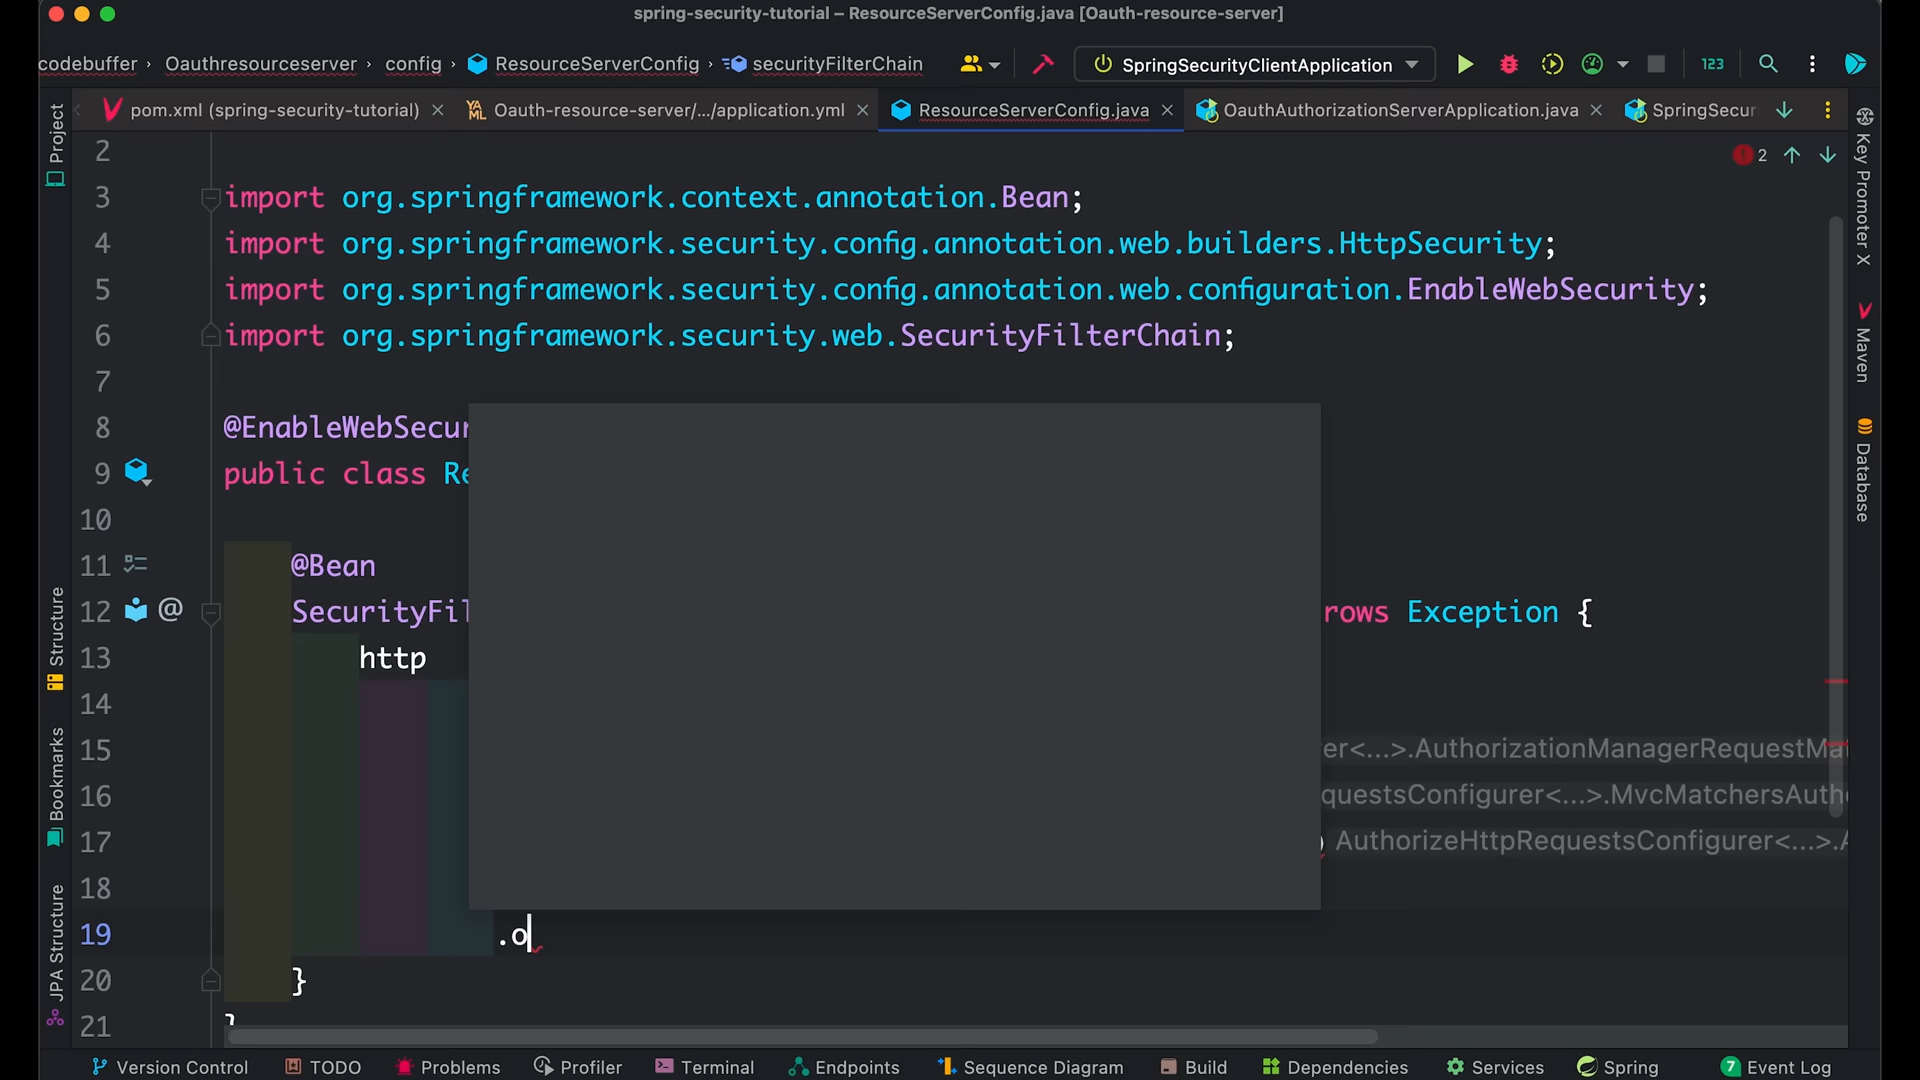 spring-security-tutorial – ResourceServerConfig.java [Oauth-resource-server]
codebuffer › Oauthresourceserver › config › ResourceServerConfig › securityFilterChain
SpringSecurityClientApplication
123
pom.xml (spring-security-tutorial)
Oauth-resource-server/.../application.yml
ResourceServerConfig.java
OauthAuthorizationServerApplication.java
SpringSecur
Project
Structure
Bookmarks
JPA Structure
Key Promoter X
Maven
Database
2
2
3 import org.springframework.context.annotation.Bean;
4 import org.springframework.security.config.annotation.web.builders.HttpSecurity;
5 import org.springframework.security.config.annotation.web.configuration.EnableWebSecurity;
6 import org.springframework.security.web.SecurityFilterChain;
7
8 @EnableWebSecur
9 public class Re
10
11 @Bean
12 SecurityFil rows Exception {
13 http
14
15 er<...>.AuthorizationManagerRequestMa
16 questsConfigurer<...>.MvcMatchersAuth
17 ) AuthorizeHttpRequestsConfigurer<...>.A
18
19 .o
20 }
21 }
Version Control
TODO
Problems
Profiler
Terminal
Endpoints
Sequence Diagram
Build
Dependencies
Services
Spring
7 Event Log